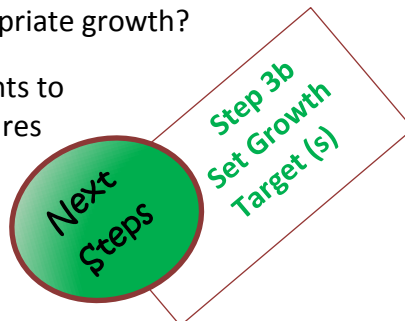 priate growth?
nts to
res
Step 3b
Set Growth
Target (s)
Next
Steps